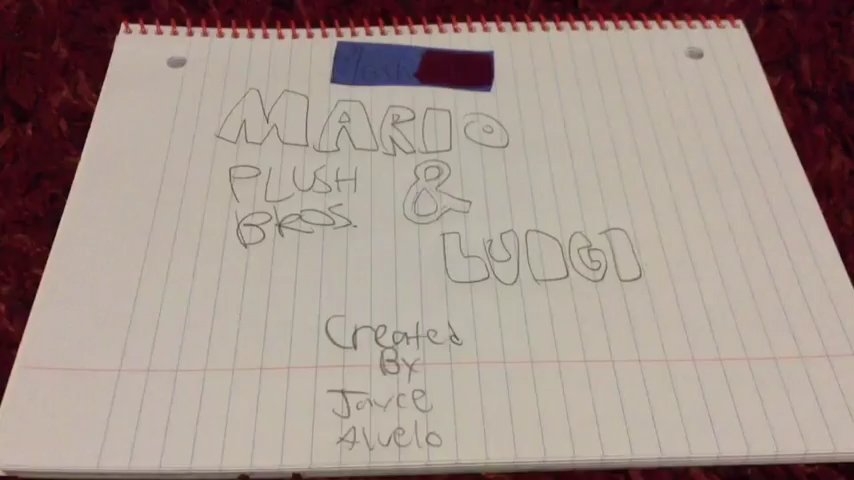 MARIO
PLUSH &
BROS.
LUIGI
Created
By
Jayce
Alvelo